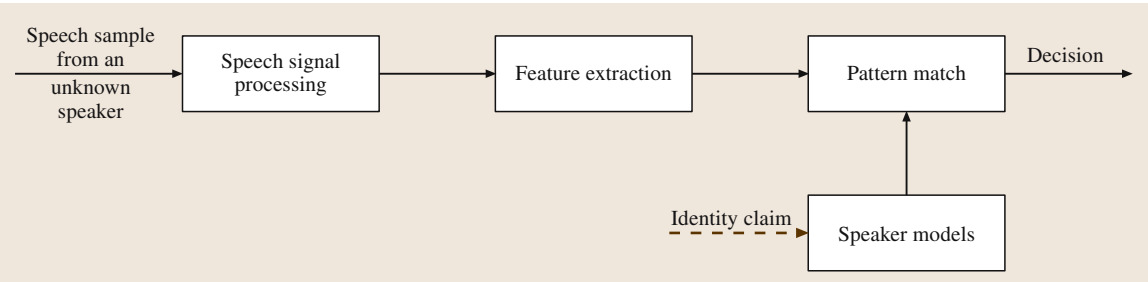 Speech sample
from an
unknown
speaker
Speech signal
processing
Feature extraction
Pattern match
Decision
Identity claim
Speaker models